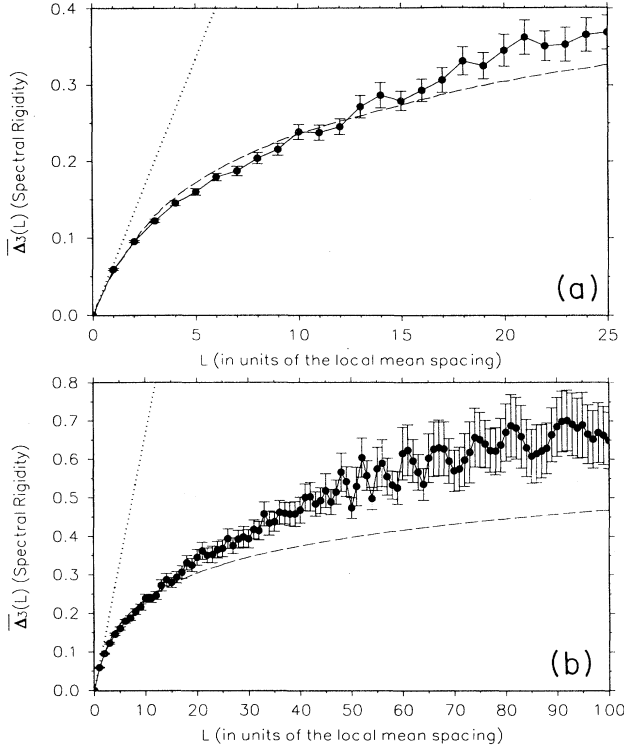 0.4
0.3
0.2
0.1
0.0
Δ̅₃(L) (Spectral Rigidity)
(a)
0 5 10 15 20 25
L (in units of the local mean spacing)
0.8
0.7
0.6
0.5
0.4
0.3
0.2
0.1
0.0
Δ̅₃(L) (Spectral Rigidity)
(b)
0 10 20 30 40 50 60 70 80 90 100
L (in units of the local mean spacing)